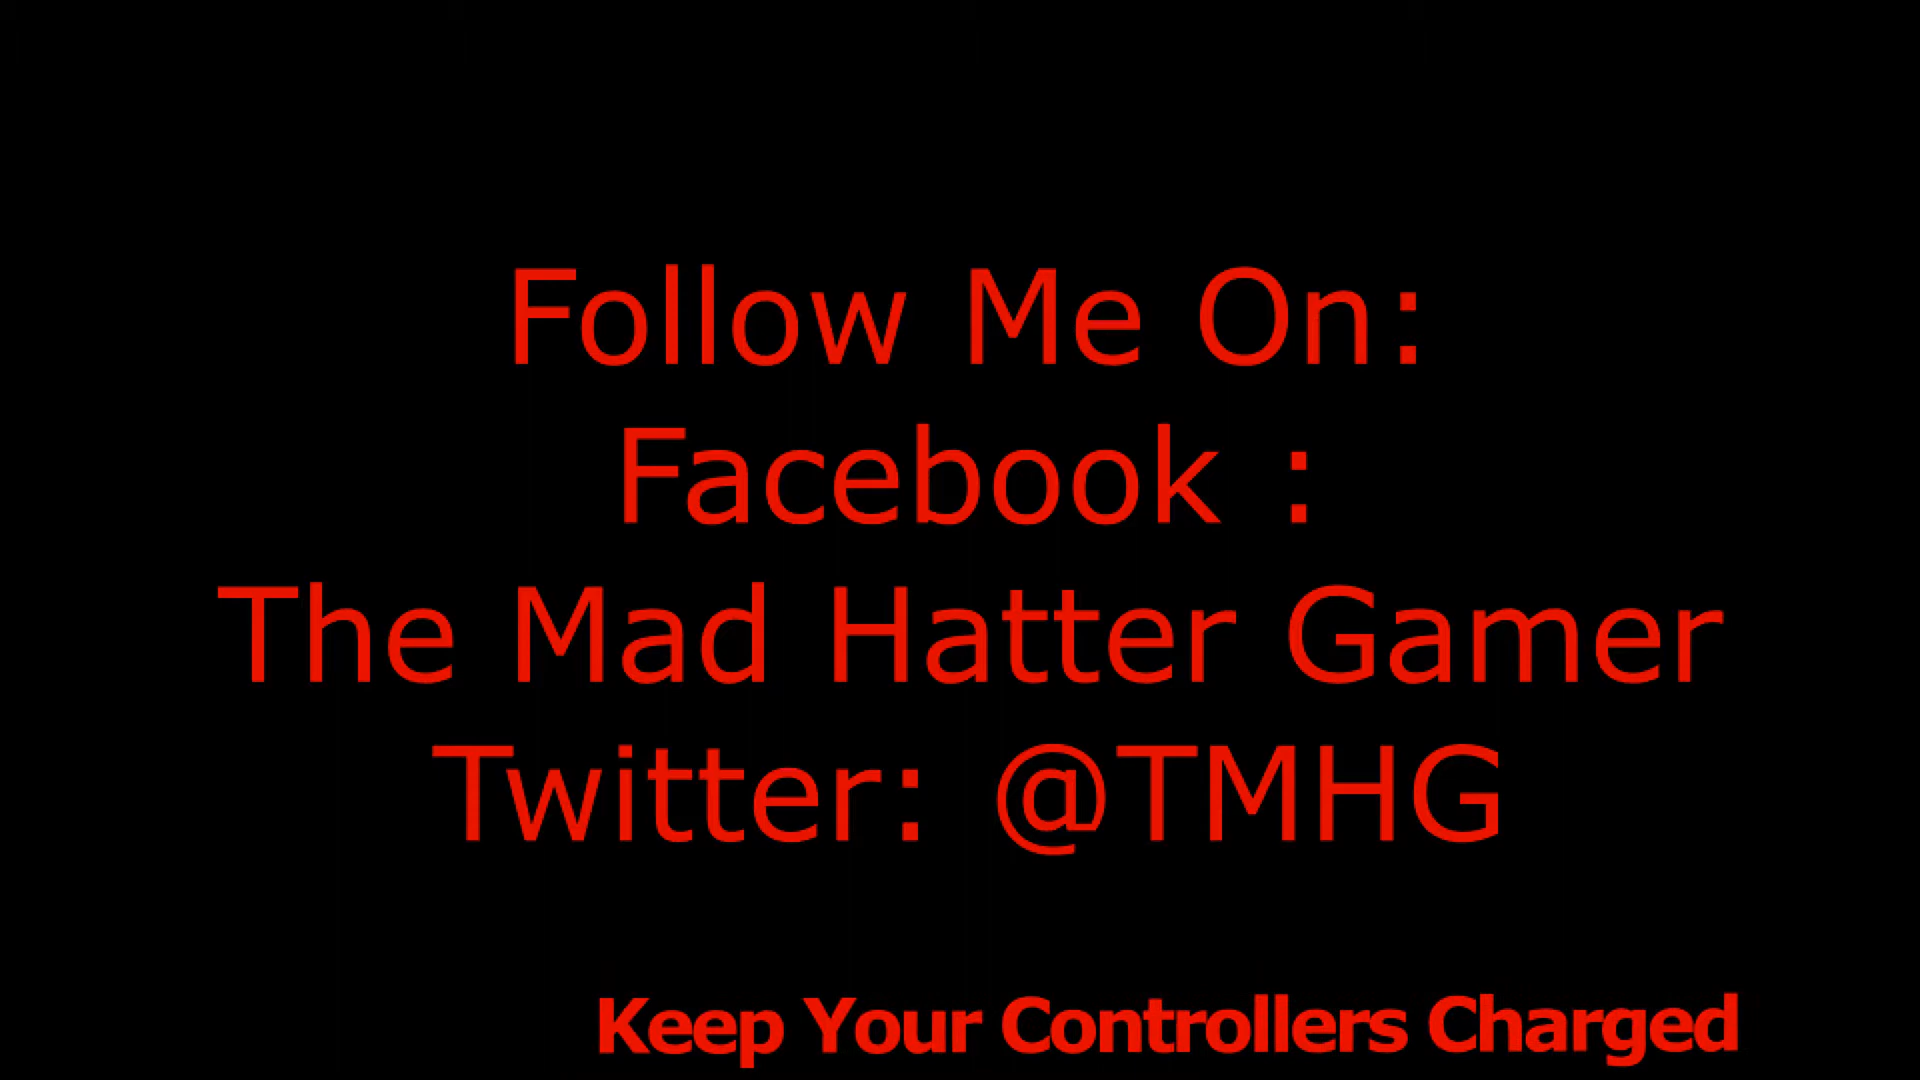 Follow Me On:
Facebook :
The Mad Hatter Gamer
Twitter: @TMHG
Keep Your Controllers Charged